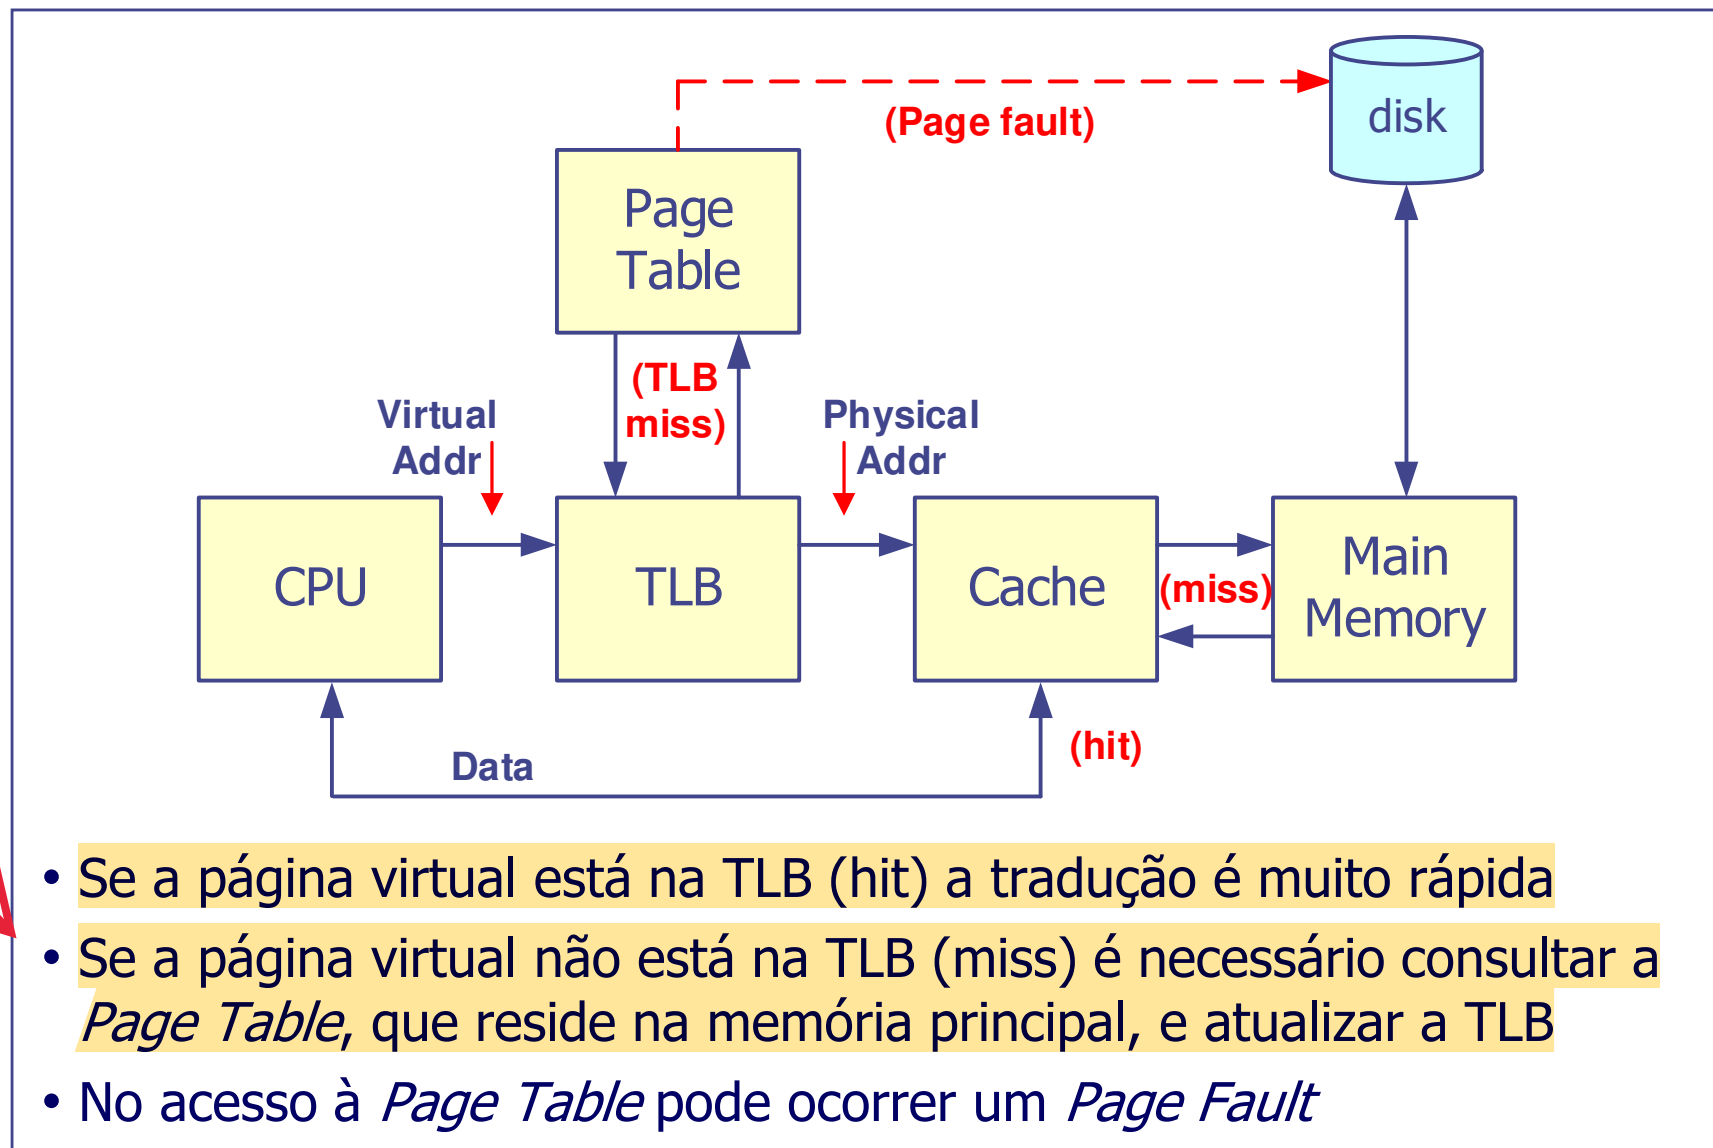 disk
(Page fault)
Page
Table
(TLB
miss)
Virtual
Addr
Physical
Addr
CPU
TLB
Cache
(miss)
Main
Memory
Data
(hit)
• Se a página virtual está na TLB (hit) a tradução é muito rápida
• Se a página virtual não está na TLB (miss) é necessário consultar a
Page Table, que reside na memória principal, e atualizar a TLB
• No acesso à Page Table pode ocorrer um Page Fault